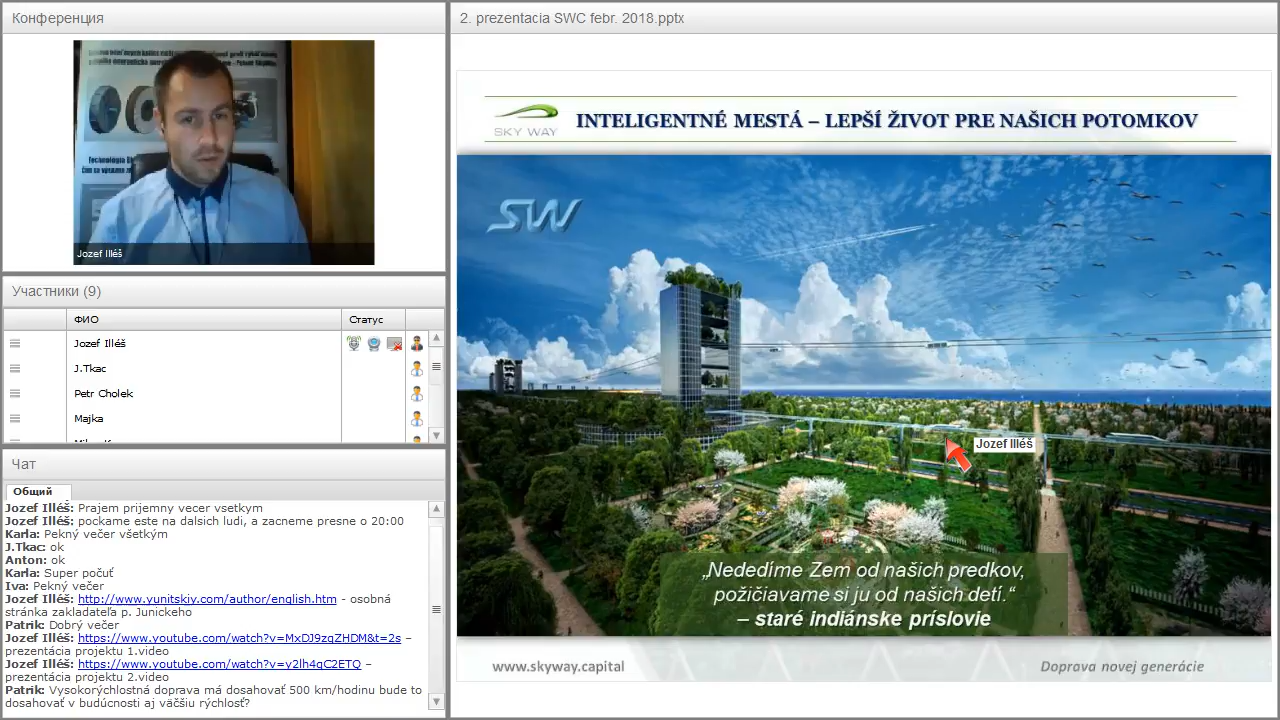 Конференция
Jozef Illéš
Участники (9)
ФИО
Статус
Jozef Illéš
J.Tkac
Petr Cholek
Majka
Чат
Общий
Jozef Illéš: Prajem prijemny vecer vsetkym
Jozef Illéš: pockame este na dalsich ludi, a zacneme presne o 20:00
Karla: Pekný večer všetkým
J.Tkac: ok
Anton: ok
Karla: Super počuť
Iva: Pekný večer
Jozef Illéš: http://www.yunitskiy.com/author/english.htm - osobná
stránka zakladateľa p. Junickeho
Patrik: Dobrý večer
Jozef Illéš: https://www.youtube.com/watch?v=MxDJ9zqZHDM&t=2s –
prezentácia projektu 1.video
Jozef Illéš: https://www.youtube.com/watch?v=y2lh4gC2ETQ –
prezentácia projektu 2.video
Patrik: Vysokorýchlostná doprava má dosahovať 500 km/hodinu bude to
dosahovať v budúcnosti aj väčšiu rýchlosť?
2. prezentacia SWC febr. 2018.pptx
SKY WAY
INTELIGENTNÉ MESTÁ – LEPŠÍ ŽIVOT PRE NAŠICH POTOMKOV
SW
Jozef Illéš
„Nededíme Zem od našich predkov,
požičiavame si ju od našich detí.“
– staré indiánske príslovie
www.skyway.capital
Doprava novej generácie